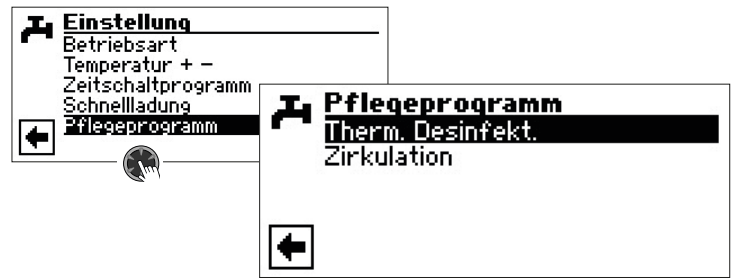 Einstellung
Betriebsart
Temperatur + −
Zeitschaltprogramm
Schnellladung
Pflegeprogramm
Pflegeprogramm
Therm. Desinfekt.
Zirkulation